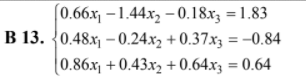 0.66x₁ −1.44x₂ −0.18x₃ = 1.83
В 13. 0.48x₁ −0.24x₂ +0.37x₃ = −0.84
0.86x₁ +0.43x₂ +0.64x₃ = 0.64